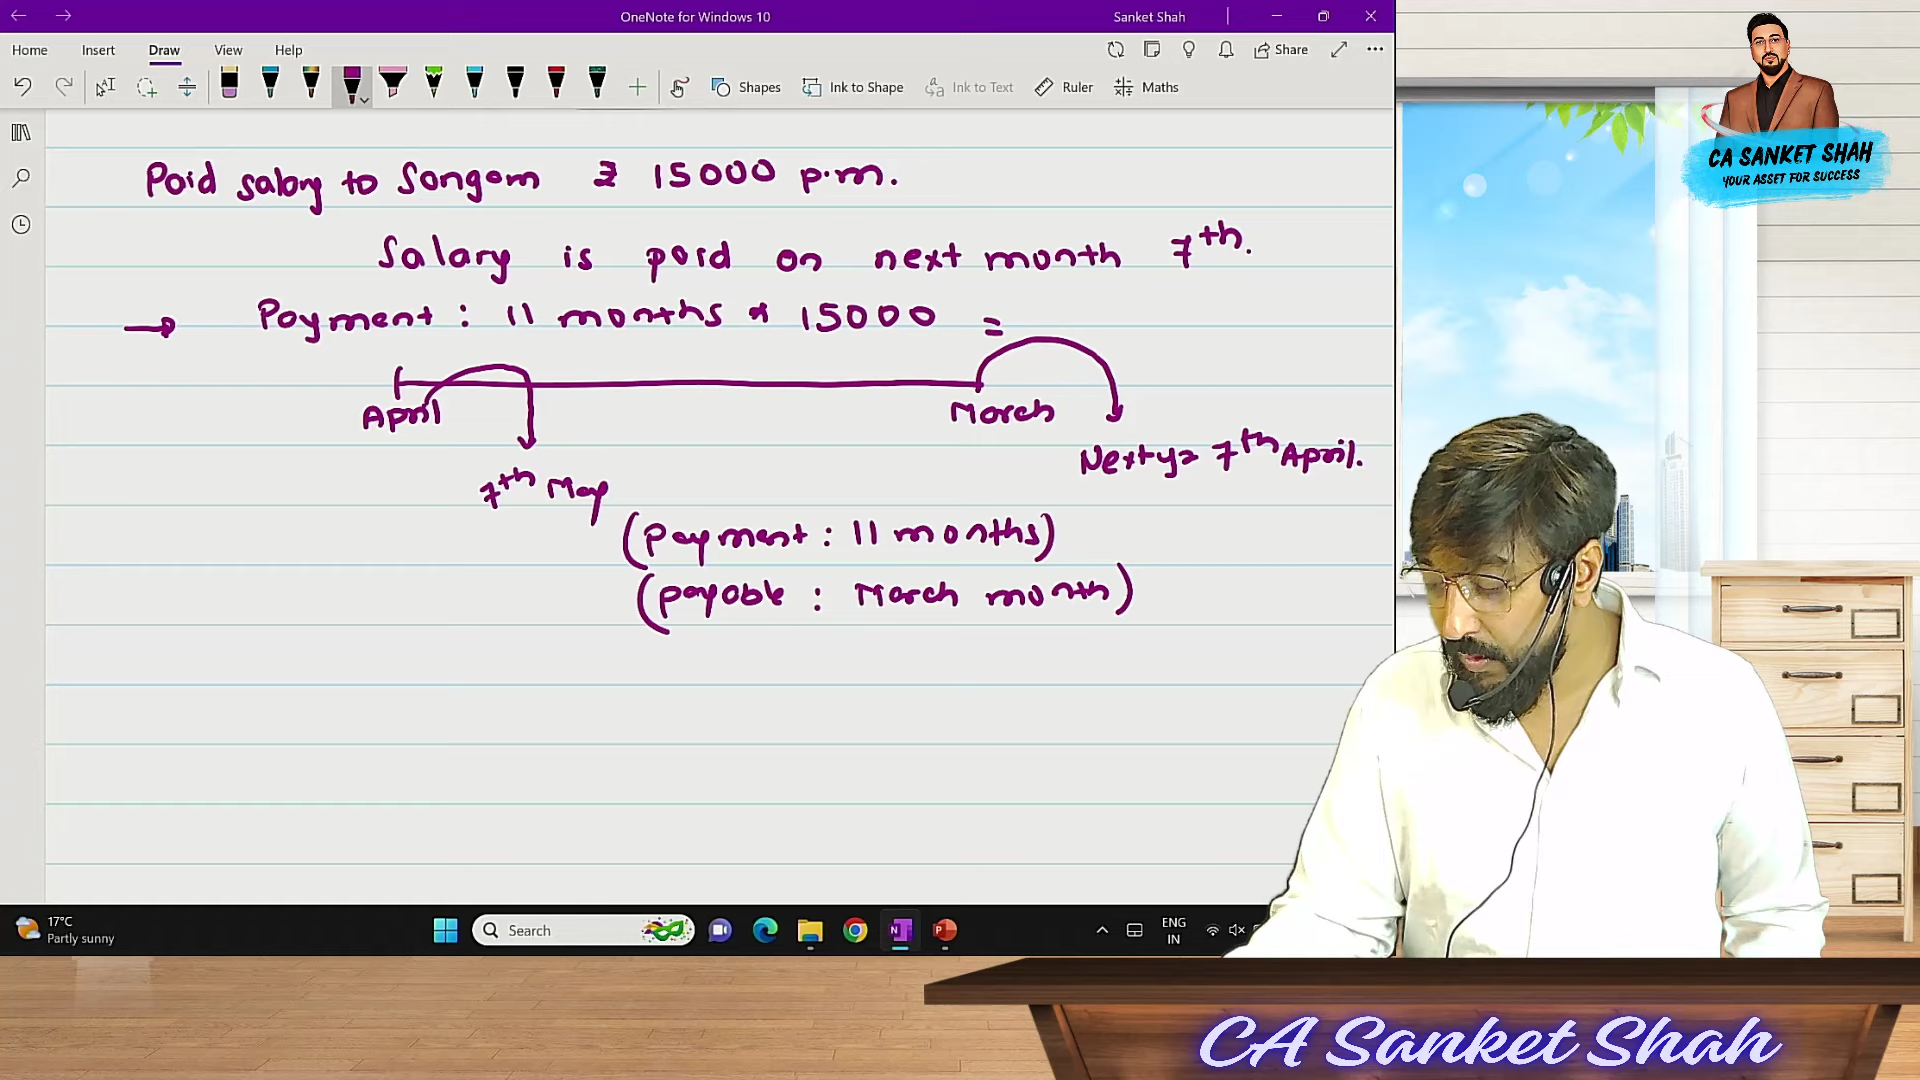 OneNote for Windows 10
Sanket Shah
Home Insert Draw View Help
Share
Shapes Ink to Shape Ink to Text Ruler Maths
Paid salary to Sangam ₹ 15000 p.m.
Salary is paid on next month 7th.
→ Payment : 11 months * 15000 =
April March
Next y= 7th April.
7th May
(Payment : 11 months)
(Payable : March month)
CA SANKET SHAH
YOUR ASSET FOR SUCCESS
17°C
Partly sunny
Search
ENG
IN
CA Sanket Shah